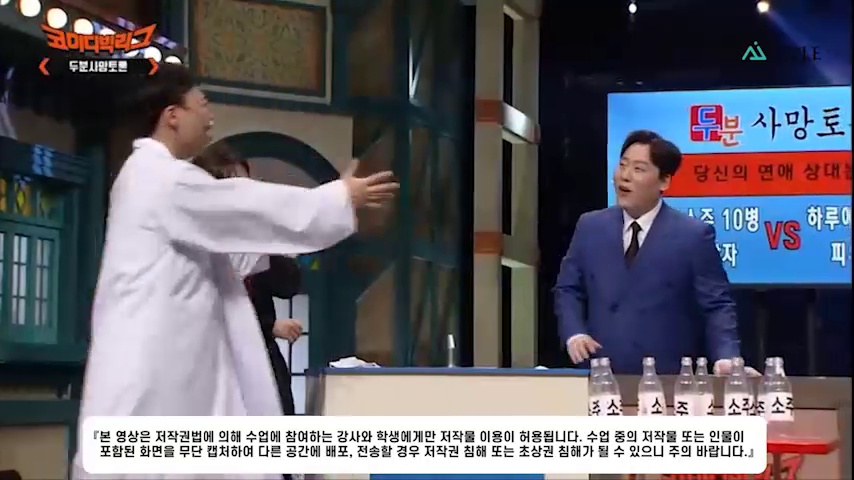 코미디빅리그
두분사망토론
두분 사망토
당신의 연애 상대는
10병 VS 하루에
자 피
소주 소주 소주
『본 영상은 저작권법에 의해 수업에 참여하는 강사와 학생에게만 저작물 이용이 허용됩니다. 수업 중의 저작물 또는 인물이
포함된 화면을 무단 캡처하여 다른 공간에 배포, 전송할 경우 저작권 침해 또는 초상권 침해가 될 수 있으니 주의 바랍니다.』